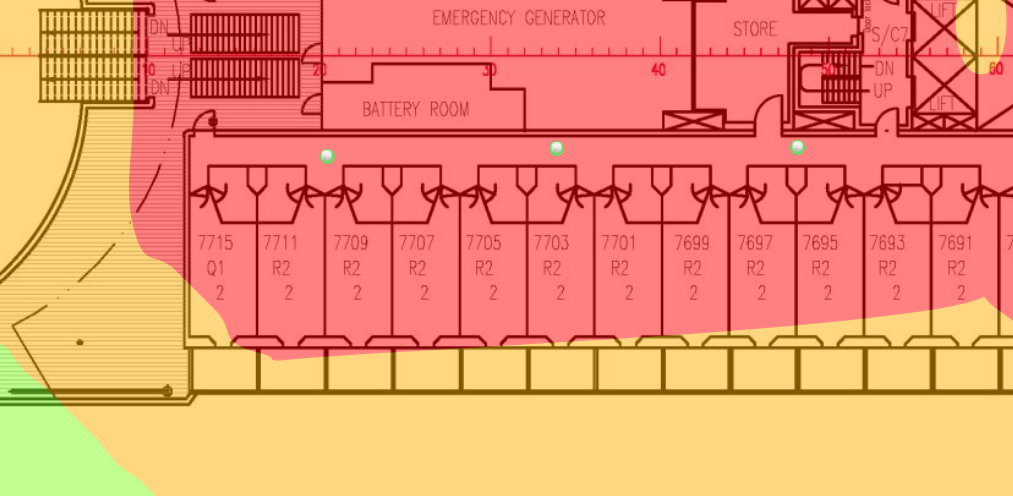 EMERGENCY GENERATOR
STORE
LIFT
DN
UP
S/C7
10
UP
20
30
40
50
60
DN
DN
UP
BATTERY ROOM
LIFT
7715
7711
7709
7707
7705
7703
7701
7699
7697
7695
7693
7691
7
Q1
R2
R2
R2
R2
R2
R2
R2
R2
R2
R2
R2
2
2
2
2
2
2
2
2
2
2
2
2